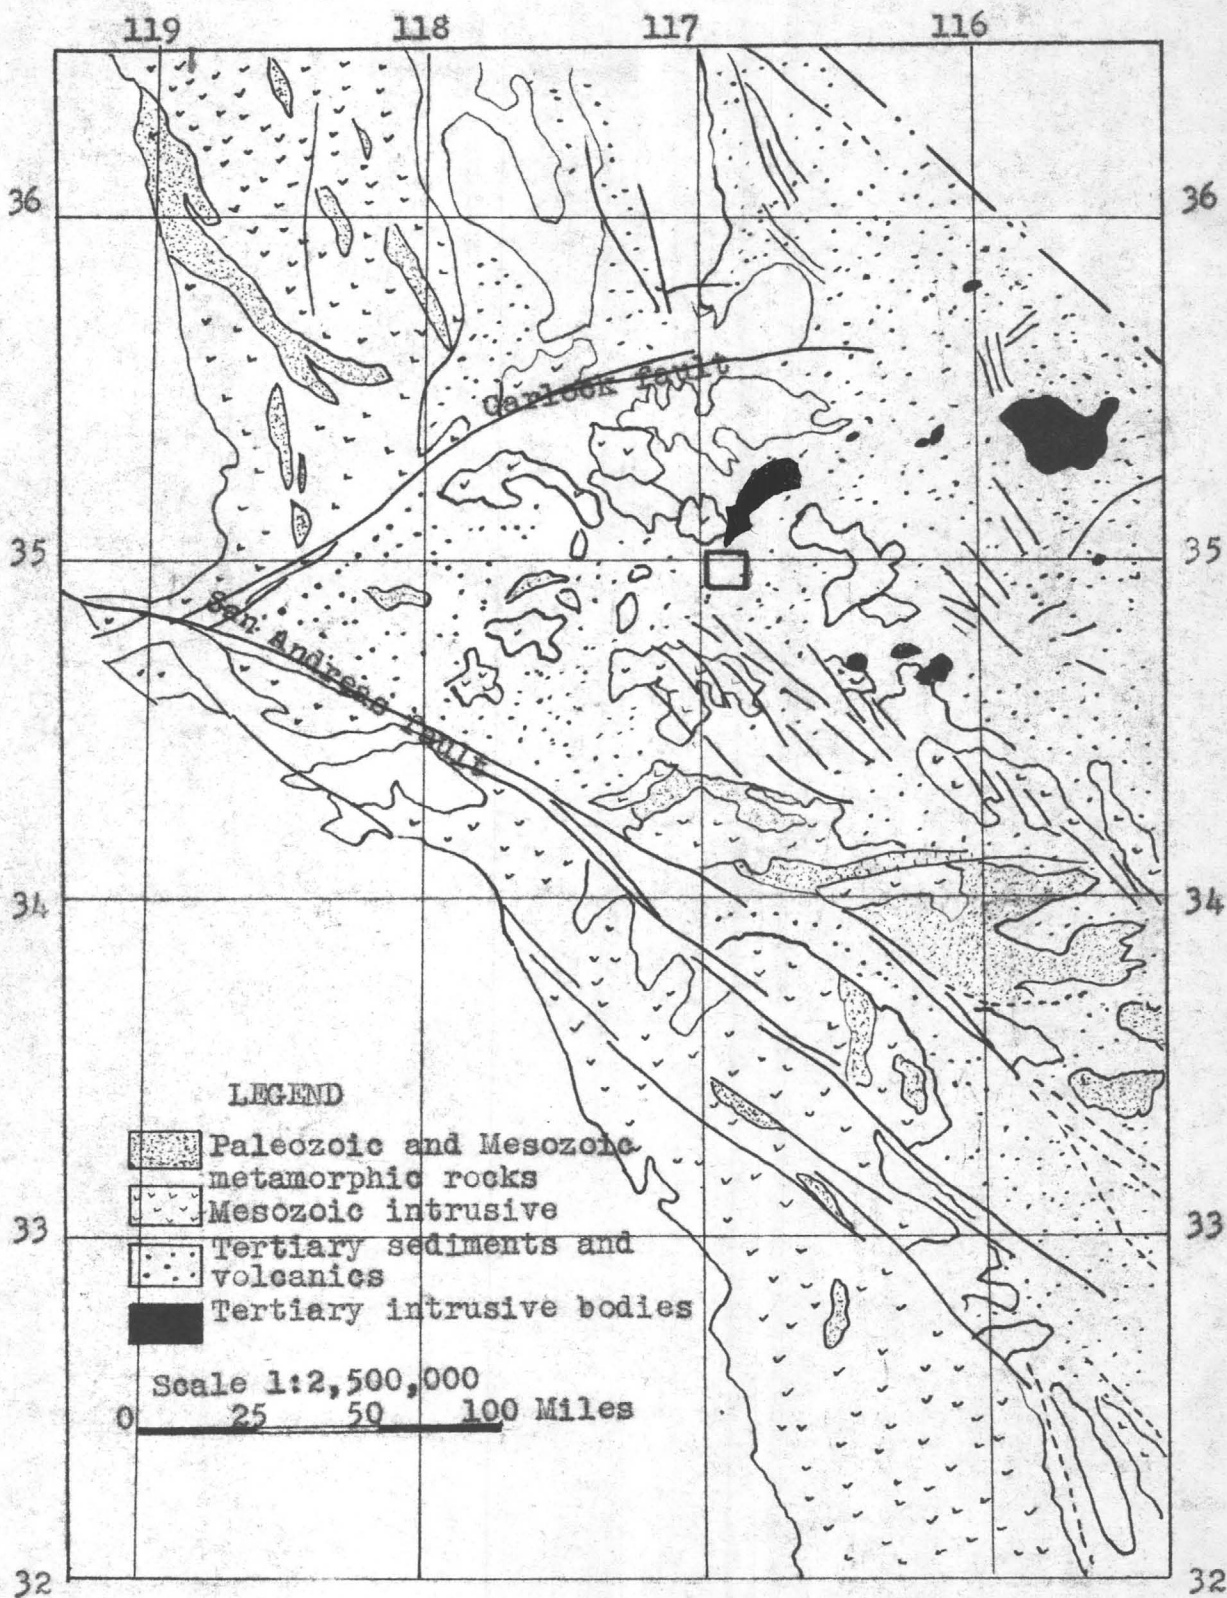 119 118 117 116
36 36
Garlock fault
35 35
San Andreas fault
34 34
LEGEND
Paleozoic and Mesozoic
metamorphic rocks
Mesozoic intrusive
33 33
Tertiary sediments and
volcanics
Tertiary intrusive bodies
Scale 1:2,500,000
0 25 50 100 Miles
32 32